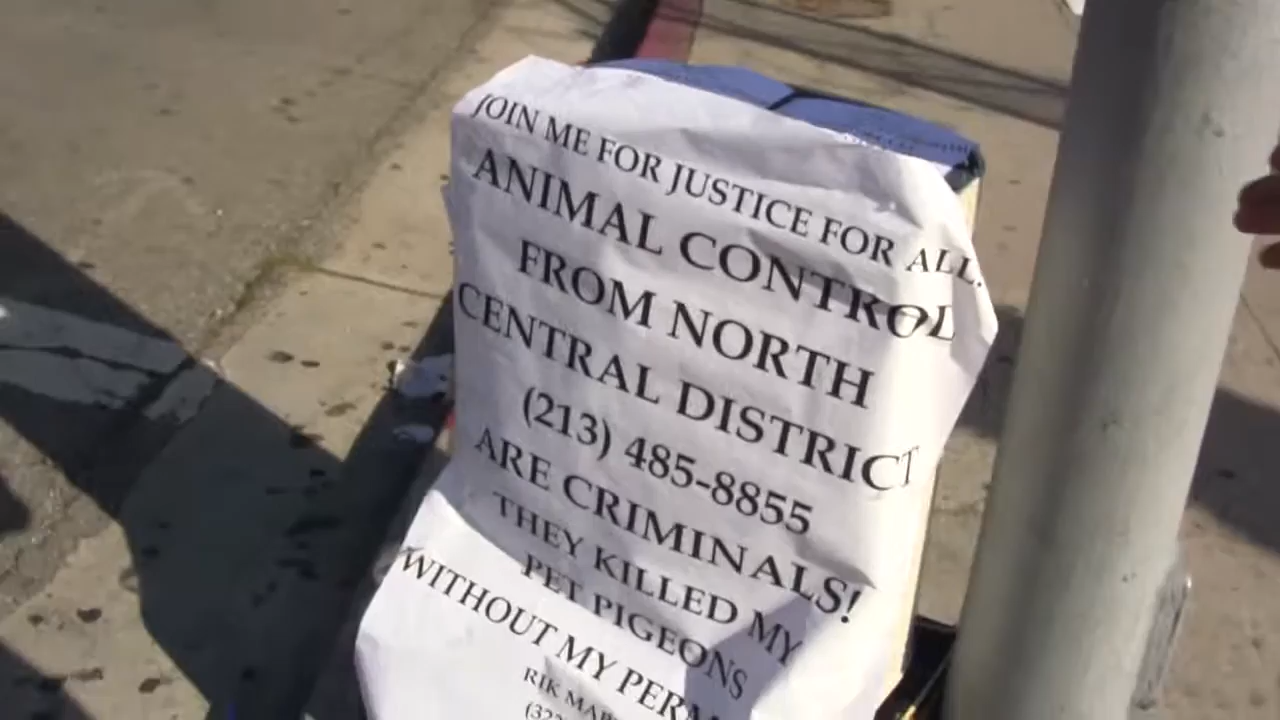 JOIN ME FOR JUSTICE FOR ALL.
ANIMAL CONTROL
FROM NORTH
CENTRAL DISTRICT
(213) 485-8855
ARE CRIMINALS!
THEY KILLED MY
PET PIGEONS
WITHOUT MY
RIK